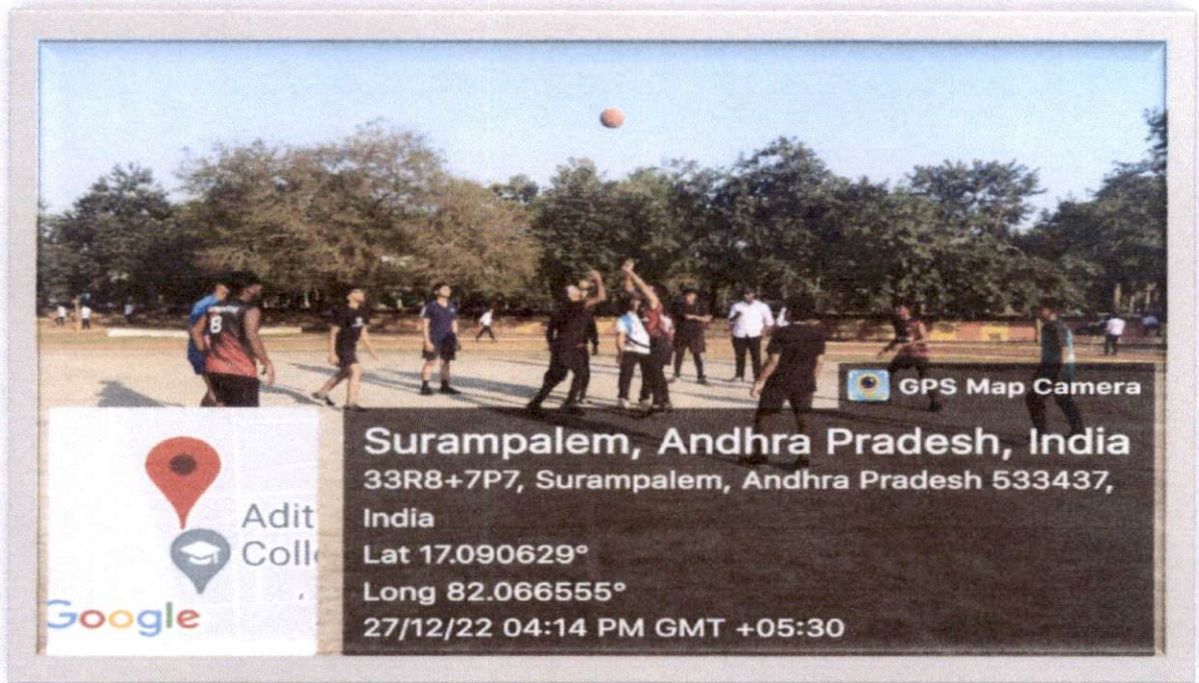 8
GPS Map Camera
Surampalem, Andhra Pradesh, India
33R8+7P7, Surampalem, Andhra Pradesh 533437,
India
Lat 17.090629°
Long 82.066555°
27/12/22 04:14 PM GMT +05:30
Adit
Coll
Google